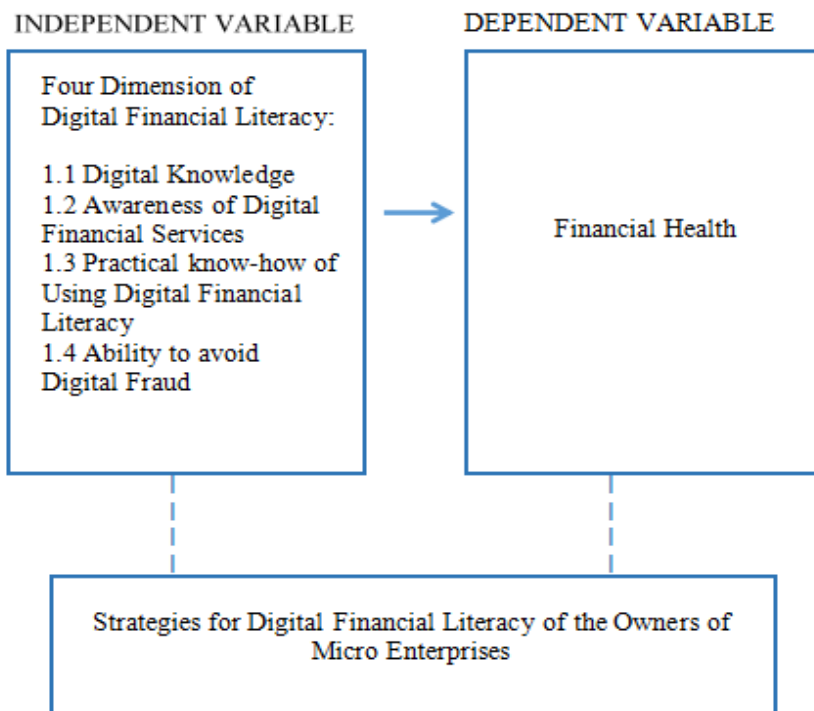 INDEPENDENT VARIABLE
DEPENDENT VARIABLE
Four Dimension of
Digital Financial Literacy:
1.1 Digital Knowledge
1.2 Awareness of Digital
Financial Services
1.3 Practical know-how of
Using Digital Financial
Literacy
1.4 Ability to avoid
Digital Fraud
Financial Health
Strategies for Digital Financial Literacy of the Owners of
Micro Enterprises